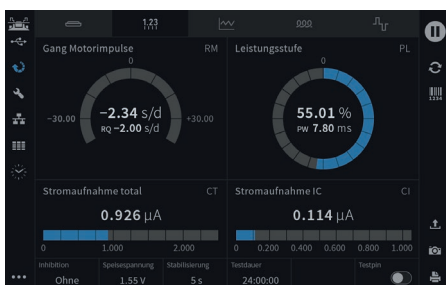 1.23
Gang Motorimpulse RM
0
-30.00
-2.34 s/d
+30.00
RQ -2.00 s/d
Leistungsstufe PL
0
55.01 %
PW 7.80 ms
Stromaufnahme total CT
0.926 µA
0 1.000 2.000
Stromaufnahme IC CI
0.114 µA
0 0.200 0.400 0.600 0.800 1.000
Inhibition Speisespannung Stabilisierung Testdauer Testpin
Ohne 1.55 V 5 s 24:00:00
1234